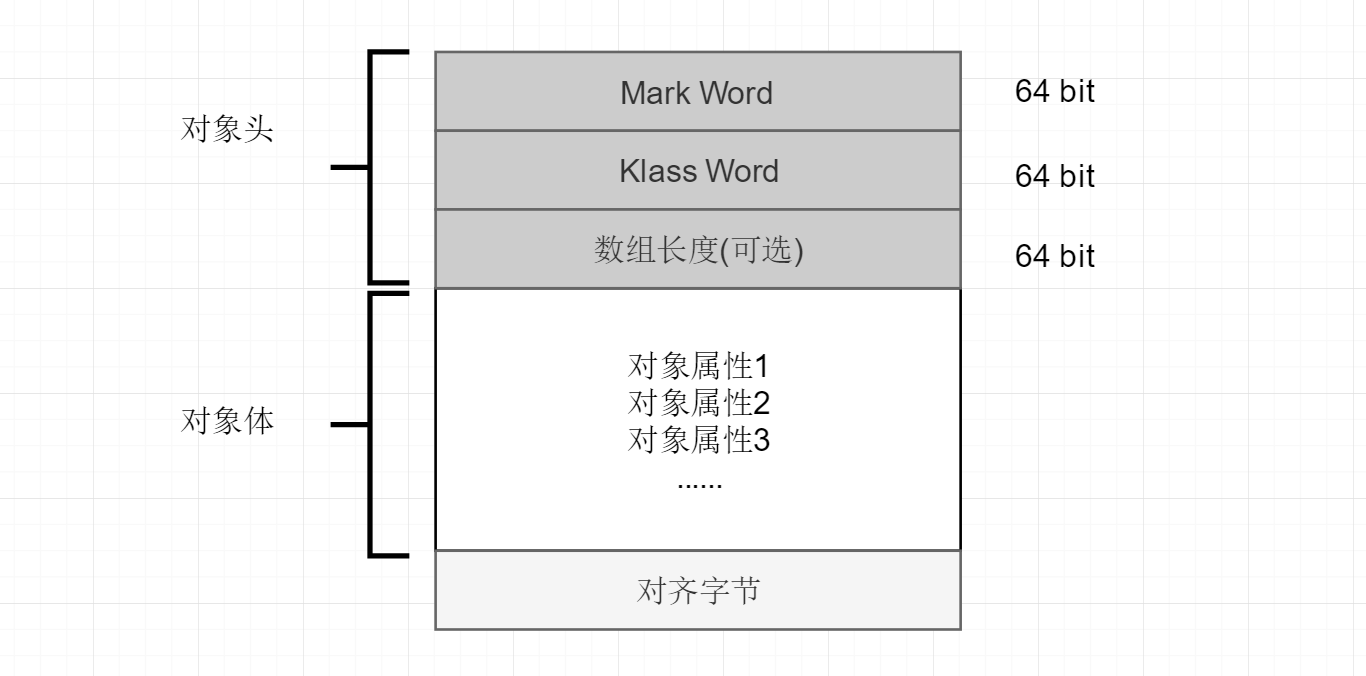 Mark Word
64 bit
对象头
Klass Word
64 bit
数组长度(可选)
64 bit
对象体
对象属性1
对象属性2
对象属性3
......
对齐字节